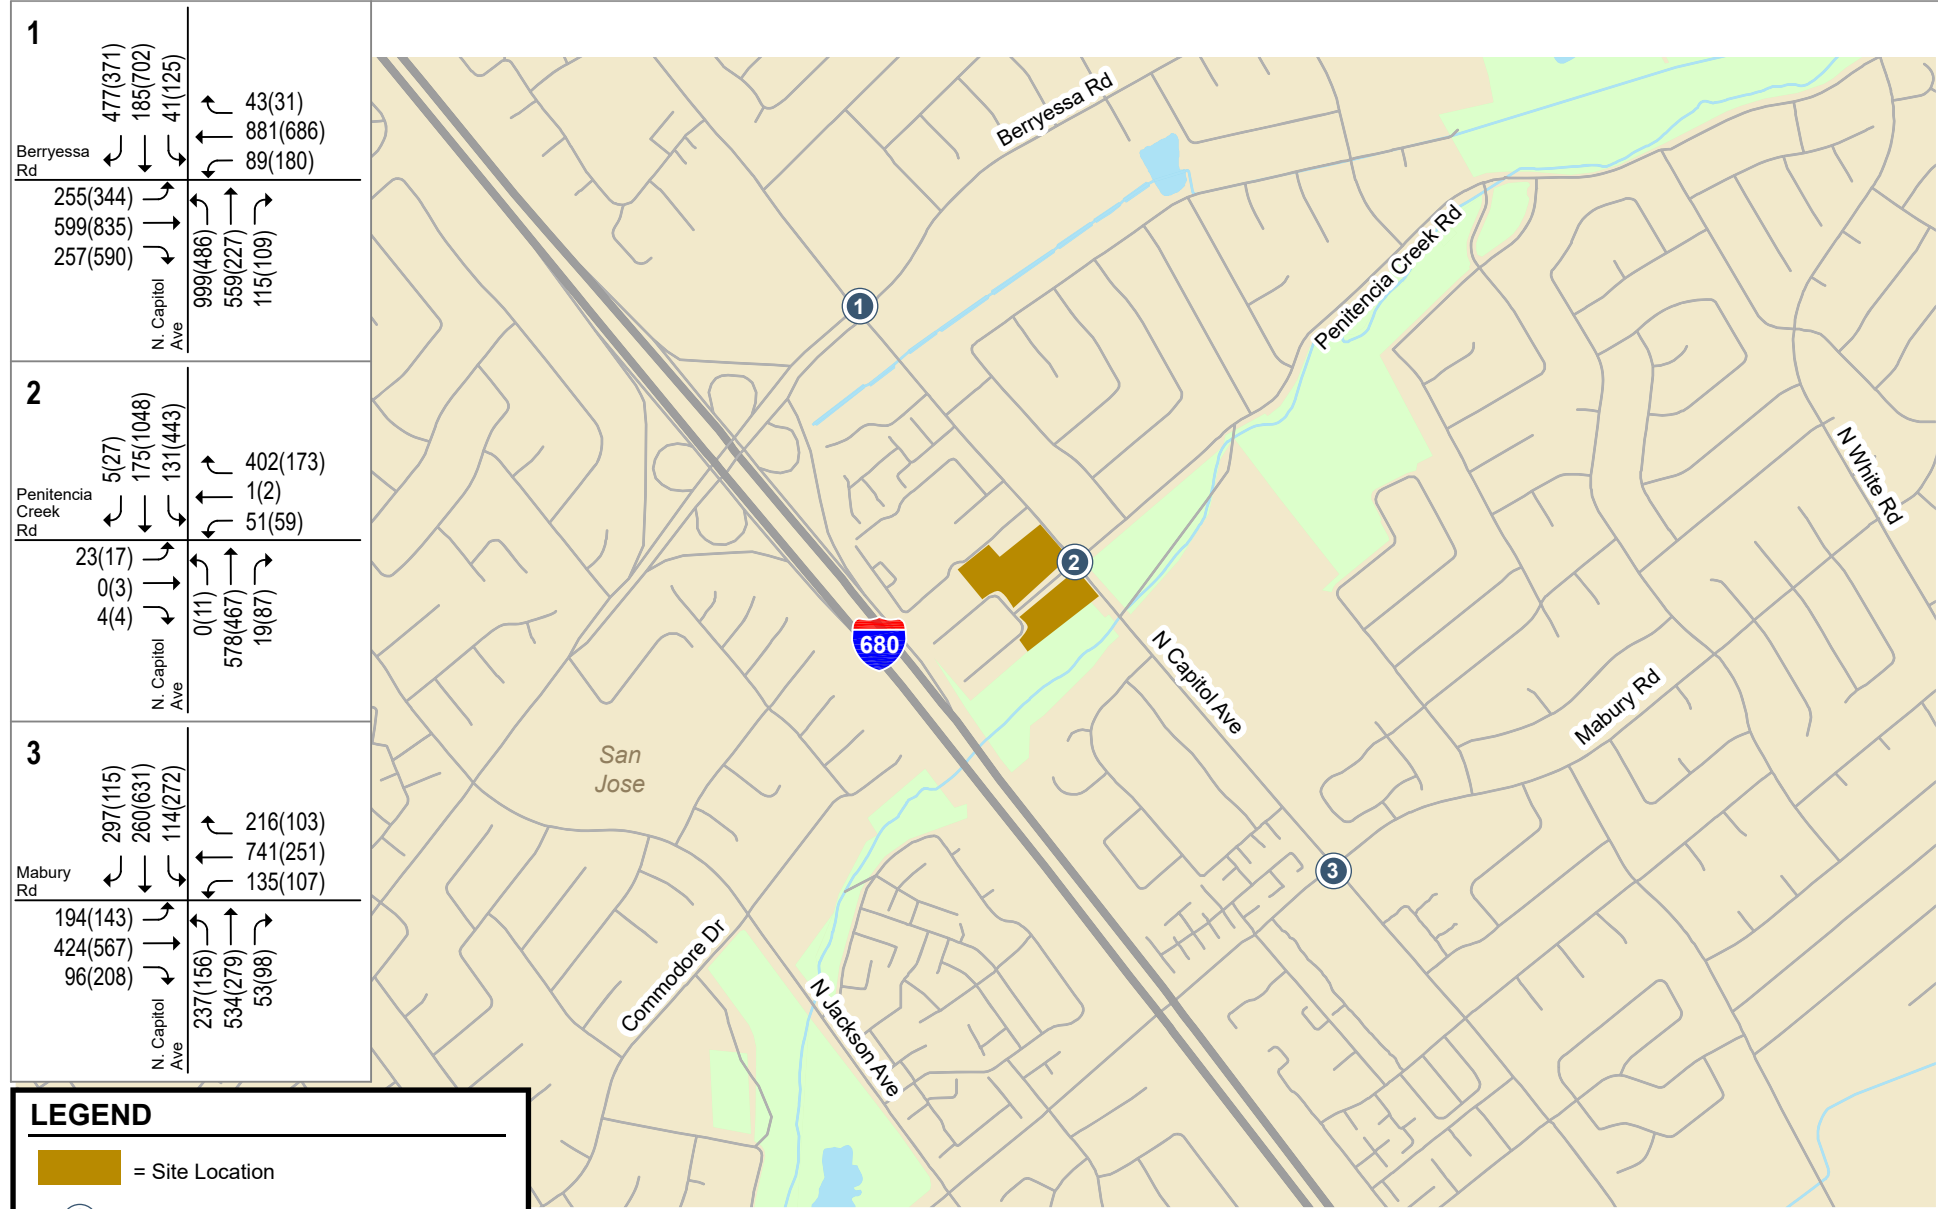 1
477(371)
185(702)
41(125)
43(31)
881(686)
89(180)
Berryessa
Rd
255(344)
599(835)
257(590)
999(486)
559(227)
115(109)
N. Capitol
Ave
2
5(27)
175(1048)
131(443)
402(173)
1(2)
51(59)
Penitencia
Creek
Rd
23(17)
0(3)
4(4)
0(11)
578(467)
19(87)
N. Capitol
Ave
3
297(115)
260(631)
114(272)
216(103)
741(251)
135(107)
Mabury
Rd
194(143)
424(567)
96(208)
237(156)
534(279)
53(98)
N. Capitol
Ave
Berryessa Rd
1
Penitencia Creek Rd
N White Rd
2
680
N Capitol Ave
Mabury Rd
San
Jose
3
Commodore Dr
N Jackson Ave
LEGEND
= Site Location